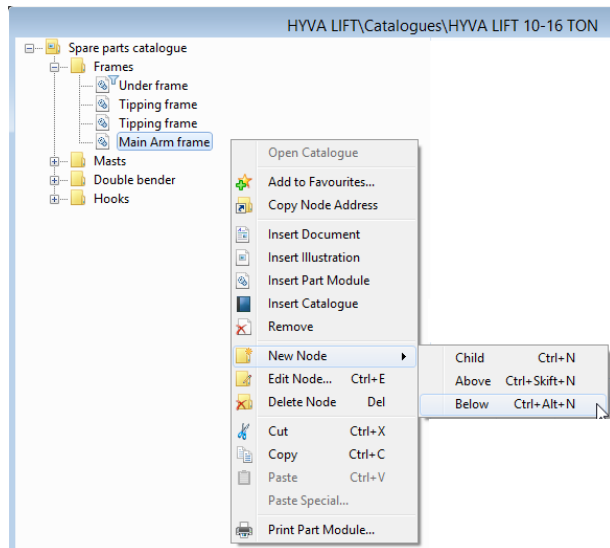 HYVA LIFT\Catalogues\HYVA LIFT 10-16 TON
Spare parts catalogue
Frames
Under frame
Tipping frame
Tipping frame
Main Arm frame
Masts
Double bender
Hooks
Open Catalogue
Add to Favourites...
Copy Node Address
Insert Document
Insert Illustration
Insert Part Module
Insert Catalogue
Remove
New Node
Edit Node... Ctrl+E
Delete Node Del
Cut Ctrl+X
Copy Ctrl+C
Paste Ctrl+V
Paste Special...
Print Part Module...
Child Ctrl+N
Above Ctrl+Skift+N
Below Ctrl+Alt+N